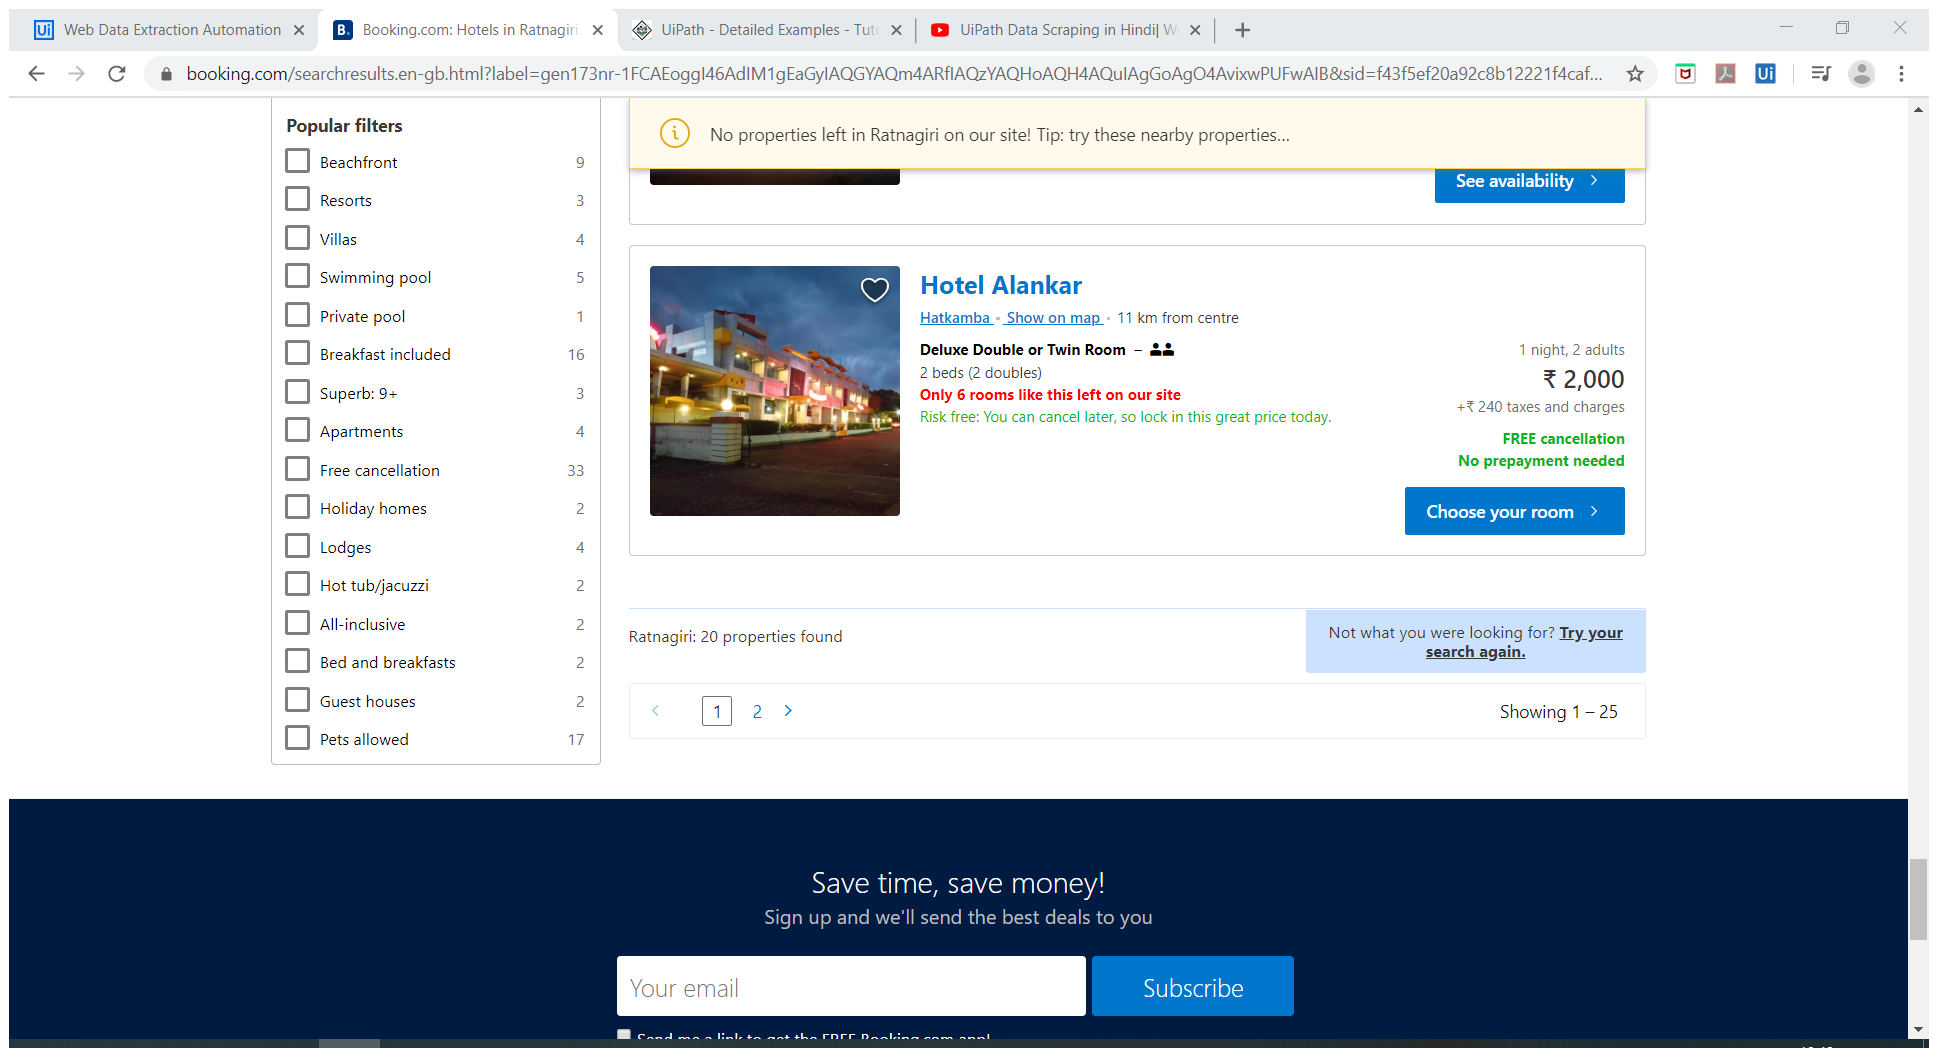 Web Data Extraction Automation
Booking.com: Hotels in Ratnagiri.
UiPath - Detailed Examples - Tuto
UiPath Data Scraping in Hindi| W
booking.com/searchresults.en-gb.html?label=gen173nr-1FCAEoggI46AdIM1gEaGyIAQGYAQm4ARfIAQzYAQHoAQH4AQuIAgGoAgO4AvixwPUFwAIB&sid=f43f5ef20a92c8b12221f4caf...
Popular filters
Beachfront 9
Resorts 3
Villas 4
Swimming pool 5
Private pool 1
Breakfast included 16
Superb: 9+ 3
Apartments 4
Free cancellation 33
Holiday homes 2
Lodges 4
Hot tub/jacuzzi 2
All-inclusive 2
Bed and breakfasts 2
Guest houses 2
Pets allowed 17
No properties left in Ratnagiri on our site! Tip: try these nearby properties...
See availability
Hotel Alankar
Hatkamba - Show on map - 11 km from centre
Deluxe Double or Twin Room –
2 beds (2 doubles)
Only 6 rooms like this left on our site
Risk free: You can cancel later, so lock in this great price today.
1 night, 2 adults
₹ 2,000
+₹ 240 taxes and charges
FREE cancellation
No prepayment needed
Choose your room
Ratnagiri: 20 properties found
Not what you were looking for? Try your
search again.
1 2
Showing 1 – 25
Save time, save money!
Sign up and we'll send the best deals to you
Your email
Subscribe
Send me a link to get the FREE Booking.com app!